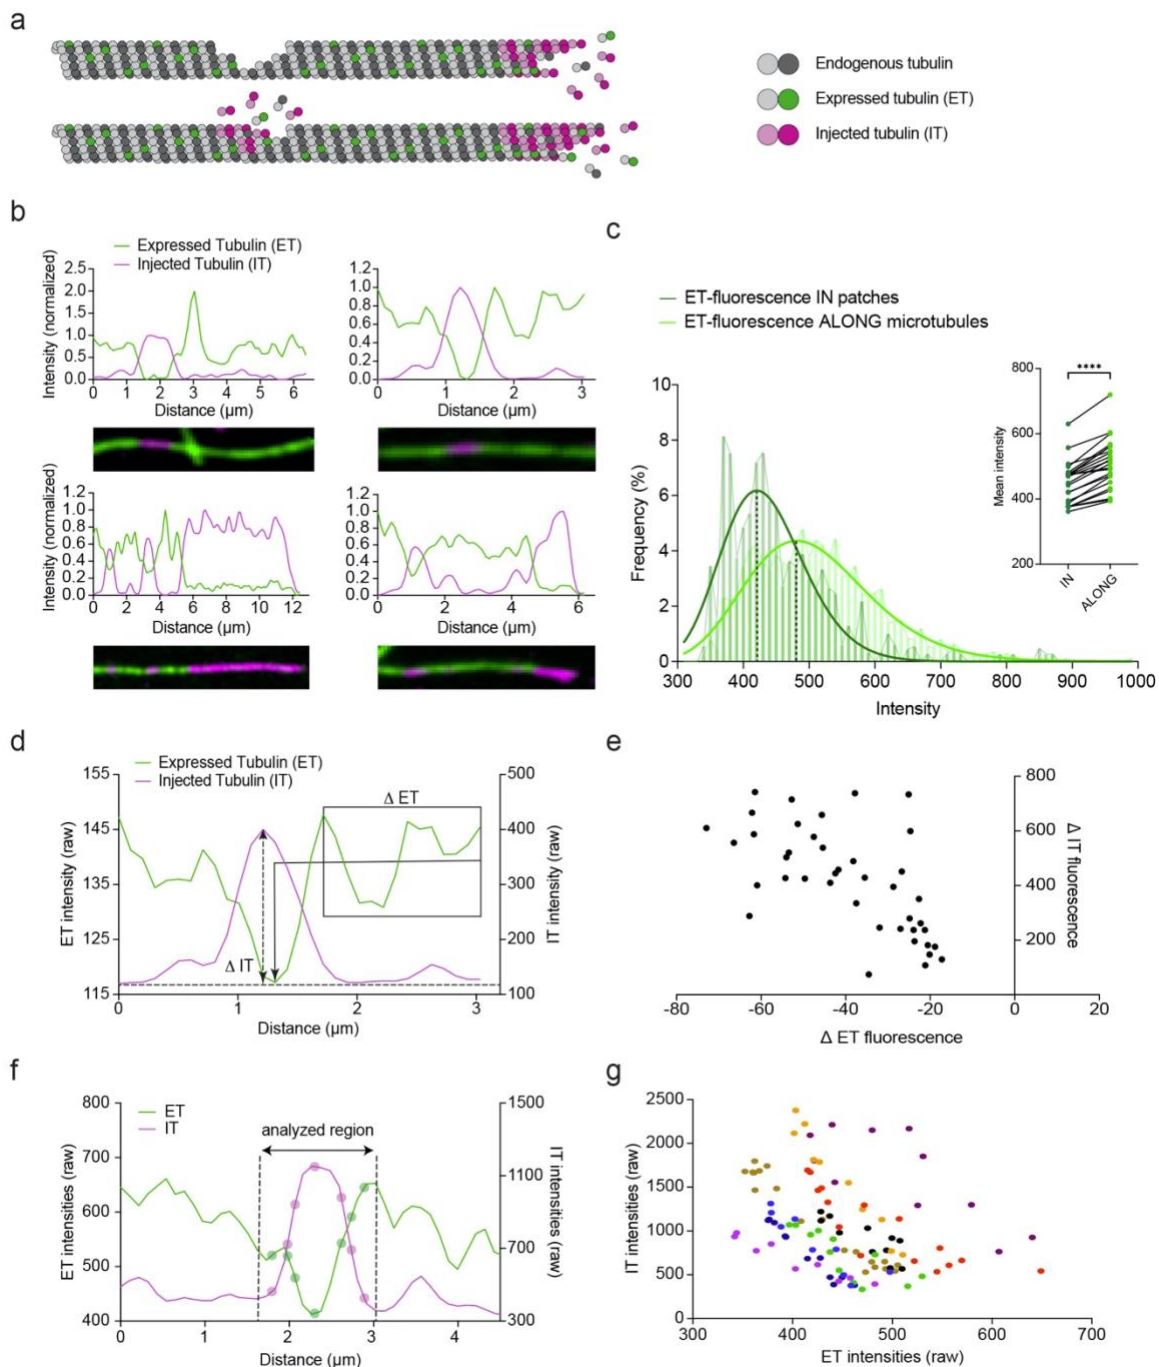 a
Endogenous tubulin
Expressed tubulin (ET)
Injected tubulin (IT)
b
Expressed Tubulin (ET)
Injected Tubulin (IT)
Intensity (normalized)
2.5
2.0
1.5
1.0
0.5
0.0
0 1 2 3 4 5 6
Distance (µm)
1.2
1.0
0.8
0.6
0.4
0.2
0.0
0 1 2 3
Distance (µm)
Intensity (normalized)
1.2
1.0
0.8
0.6
0.4
0.2
0.0
0 2 4 6 8 10 12
Distance (µm)
1.2
1.0
0.8
0.6
0.4
0.2
0.0
0 2 4 6
Distance (µm)
c
ET-fluorescence IN patches
ET-fluorescence ALONG microtubules
Frequency (%)
10
8
6
4
2
0
300 400 500 600 700 800 900 1000
Intensity
Mean intensity
800
600
400
200
****
IN
ALONG
d
Expressed Tubulin (ET)
Injected Tubulin (IT)
ET intensity (raw)
155
145
135
125
115
0 1 2 3
Distance (µm)
Δ ET
Δ IT
500
400
300
200
100
IT intensity (raw)
e
800
600
400
200
Δ IT fluorescence
-80 -60 -40 -20 0 20
Δ ET fluorescence
f
ET
IT
analyzed region
ET intensities (raw)
800
700
600
500
400
0 1 2 3 4
Distance (µm)
1500
1100
700
300
IT intensities (raw)
g
IT intensities (raw)
2500
2000
1500
1000
500
0
300 400 500 600 700
ET intensities (raw)